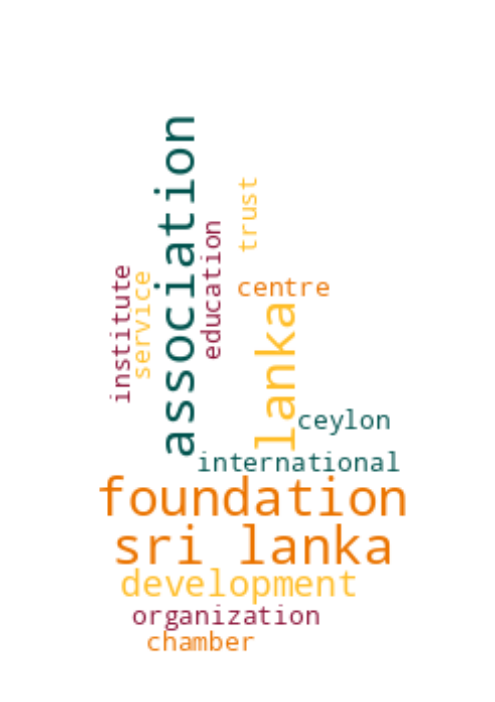 association
trust
education
institute
service
centre
lanka
ceylon
international
foundation
sri lanka
development
organization
chamber